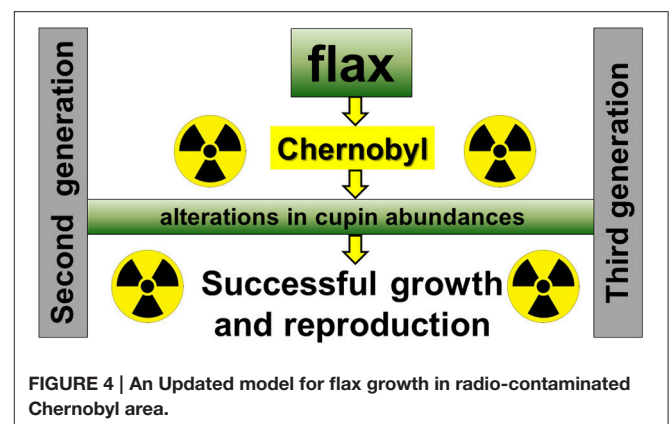 flax
Second generation
Chernobyl
Third generation
alterations in cupin abundances
Successful growth
and reproduction
FIGURE 4 | An Updated model for flax growth in radio-contaminated
Chernobyl area.